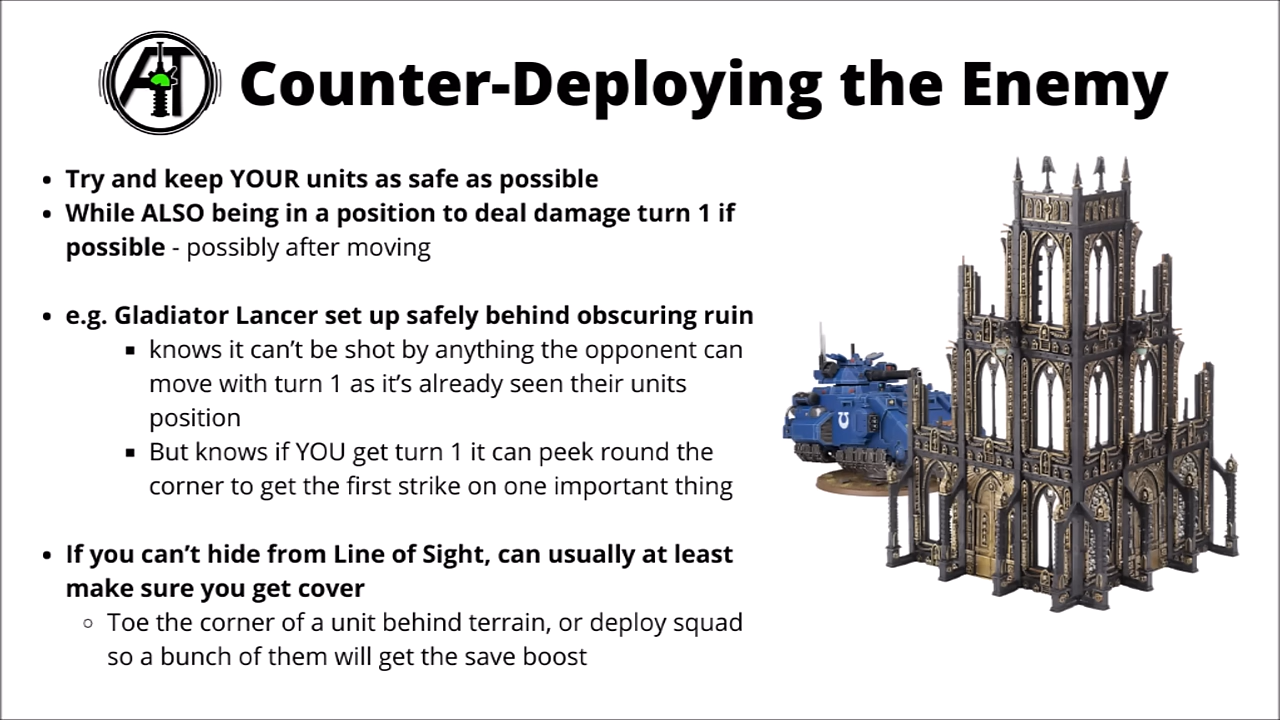 AT
Counter-Deploying the Enemy
• Try and keep YOUR units as safe as possible
• While ALSO being in a position to deal damage turn 1 if
possible - possibly after moving
• e.g. Gladiator Lancer set up safely behind obscuring ruin
▪ knows it can’t be shot by anything the opponent can
move with turn 1 as it’s already seen their units
position
▪ But knows if YOU get turn 1 it can peek round the
corner to get the first strike on one important thing
• If you can’t hide from Line of Sight, can usually at least
make sure you get cover
○ Toe the corner of a unit behind terrain, or deploy squad
so a bunch of them will get the save boost